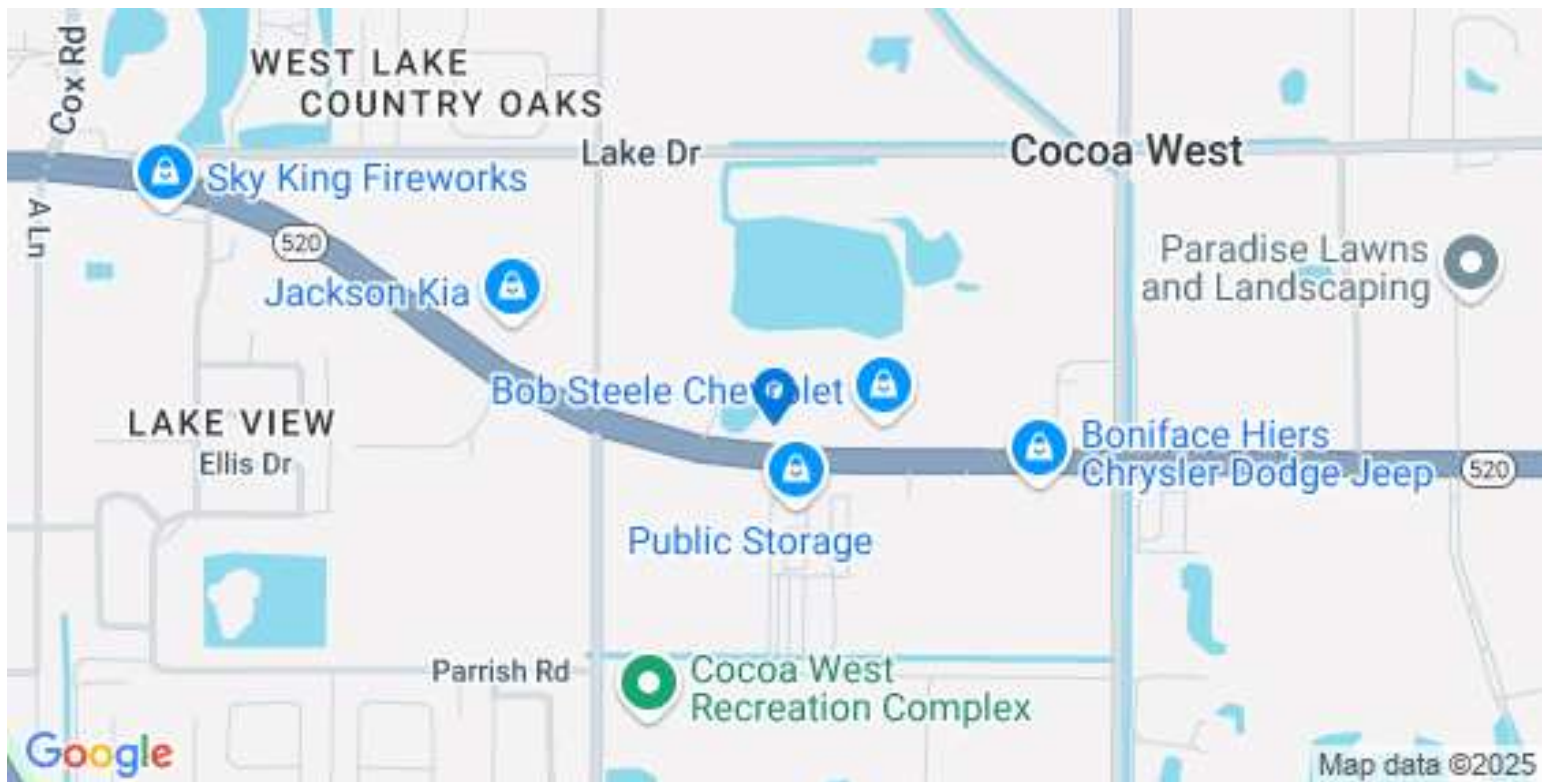 Cox Rd
WEST LAKE
COUNTRY OAKS
Lake Dr
Cocoa West
Sky King Fireworks
A Ln
520
Jackson Kia
Paradise Lawns
and Landscaping
Bob Steele Chevrolet
LAKE VIEW
Ellis Dr
Boniface Hiers
Chrysler Dodge Jeep
520
Public Storage
Parrish Rd
Cocoa West
Recreation Complex
Google
Map data ©2025